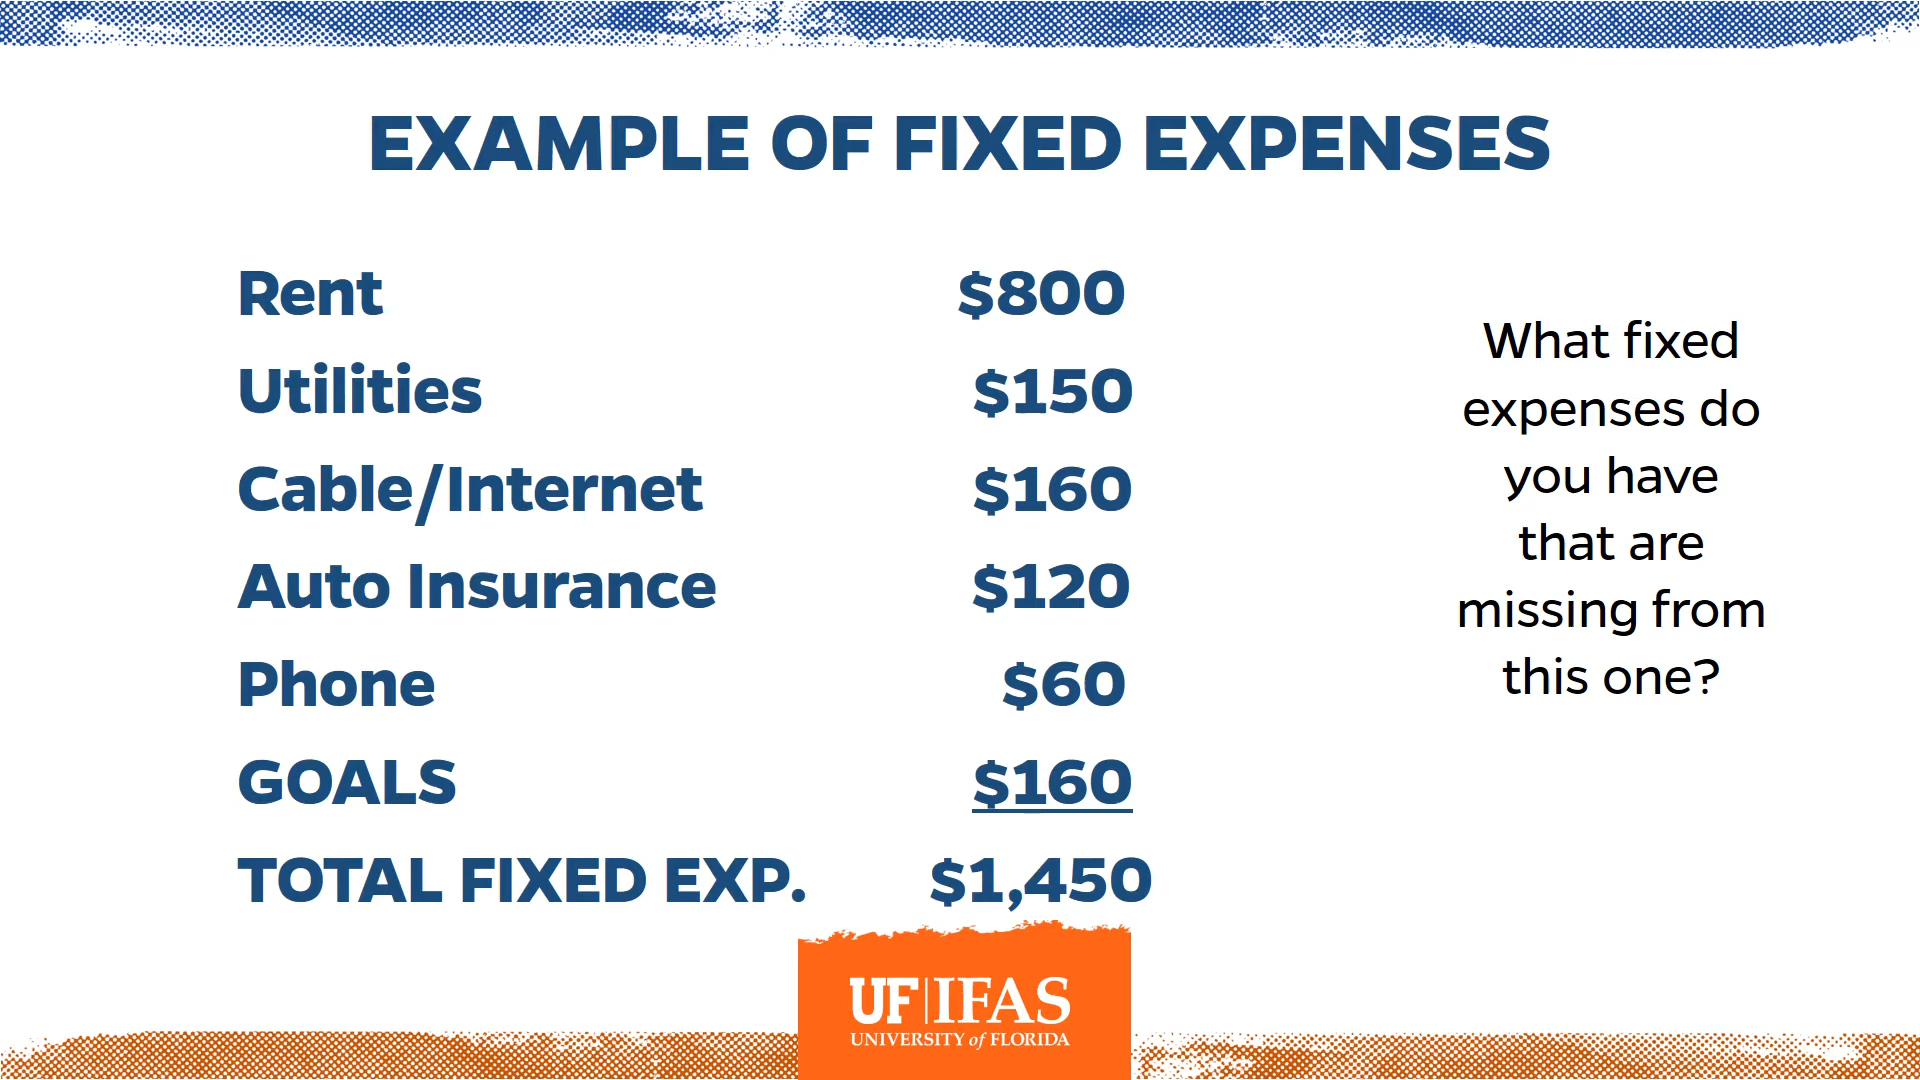 EXAMPLE OF FIXED EXPENSES
Rent $800
Utilities $150
Cable/Internet $160
Auto Insurance $120
Phone $60
GOALS $160
TOTAL FIXED EXP. $1,450
What fixed
expenses do
you have
that are
missing from
this one?
UF|IFAS
UNIVERSITY of FLORIDA